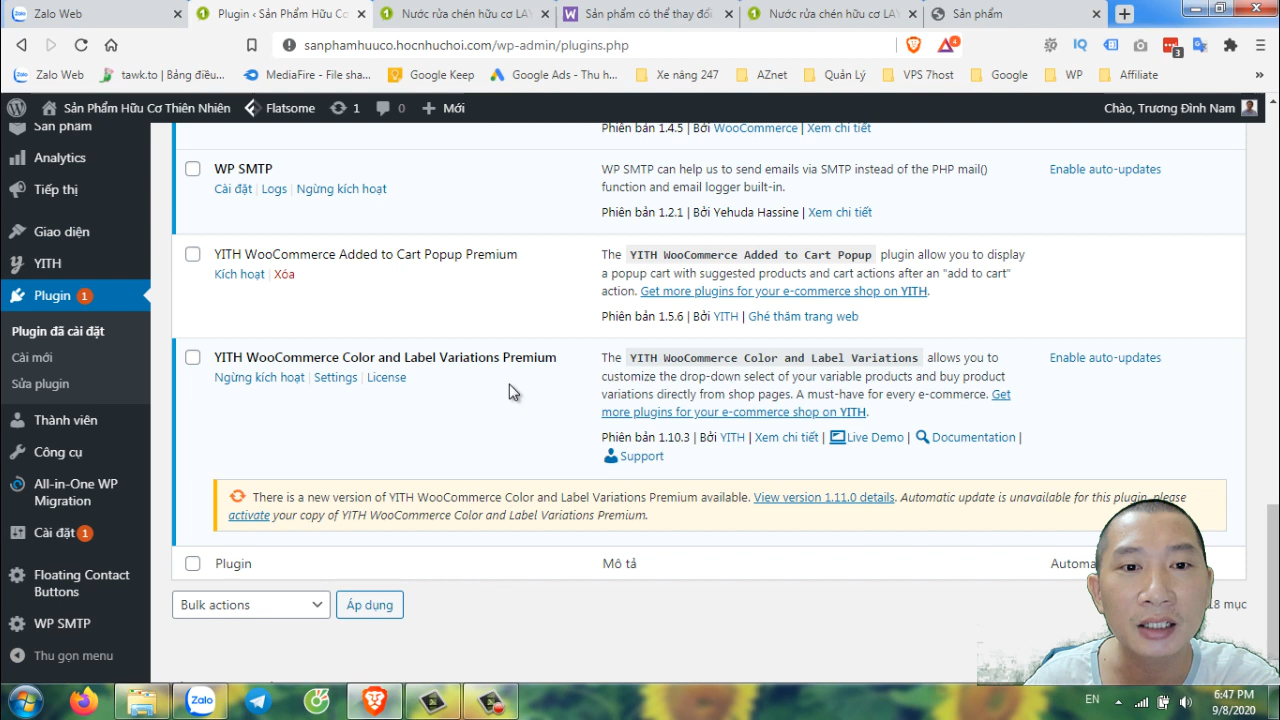 Zalo Web
Plugin ‹ Sản Phẩm Hữu Cơ
Nước rửa chén hữu cơ LAY
Sản phẩm có thể thay đổi
Nước rửa chén hữu cơ LAY
Sản phẩm
sanphamhuuco.hocnhuchoi.com/wp-admin/plugins.php
4
3
Zalo Web
tawk.to | Bảng điều...
MediaFire - File sha...
Google Keep
Google Ads - Thu h...
Xe nâng 247
AZnet
Quản Lý
VPS 7host
Google
WP
Affiliate
»
Sản Phẩm Hữu Cơ Thiên Nhiên
Flatsome
1
0
Mới
Chào, Trương Đình Nam
Sản phẩm
Analytics
Tiếp thị
Giao diện
YITH
Plugin 1
Plugin đã cài đặt
Cài mới
Sửa plugin
Thành viên
Công cụ
All-in-One WP
Migration
Cài đặt 1
Floating Contact
Buttons
WP SMTP
Thu gọn menu
Phiên bản 1.4.5 | Bởi WooCommerce | Xem chi tiết
WP SMTP
Cài đặt | Logs | Ngừng kích hoạt
WP SMTP can help us to send emails via SMTP instead of the PHP mail()
function and email logger built-in.
Phiên bản 1.2.1 | Bởi Yehuda Hassine | Xem chi tiết
Enable auto-updates
YITH WooCommerce Added to Cart Popup Premium
Kích hoạt | Xóa
The YITH WooCommerce Added to Cart Popup plugin allow you to display
a popup cart with suggested products and cart actions after an "add to cart"
action. Get more plugins for your e-commerce shop on YITH.
Phiên bản 1.5.6 | Bởi YITH | Ghé thăm trang web
YITH WooCommerce Color and Label Variations Premium
Ngừng kích hoạt | Settings | License
The YITH WooCommerce Color and Label Variations allows you to
customize the drop-down select of your variable products and buy product
variations directly from shop pages. A must-have for every e-commerce. Get
more plugins for your e-commerce shop on YITH.
Phiên bản 1.10.3 | Bởi YITH | Xem chi tiết | Live Demo | Documentation |
Support
Enable auto-updates
There is a new version of YITH WooCommerce Color and Label Variations Premium available. View version 1.11.0 details. Automatic update is unavailable for this plugin, please
activate your copy of YITH WooCommerce Color and Label Variations Premium.
Plugin
Mô tả
Bulk actions
Áp dụng
mục
Zalo
EN
6:47 PM
9/8/2020